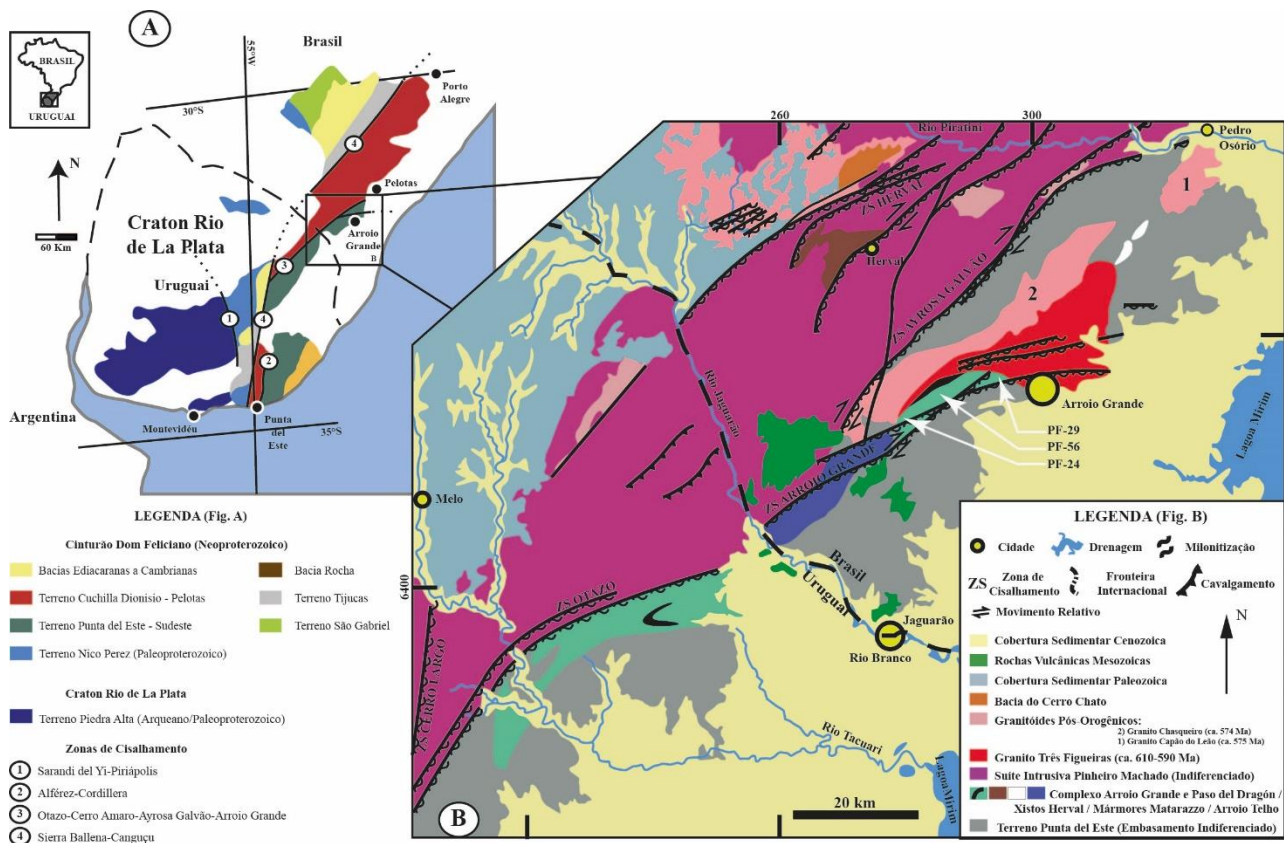 A
Brasil
BRASIL
URUGUAI
55°W
30°S
Porto
Alegre
N
60 Km
Craton Rio
de La Plata
Pelotas
Arroio
Grande
B
Uruguai
Argentina
Montevidéu
Punta
del
Este
35°S
1
2
3
4
4
LEGENDA (Fig. A)
Cinturão Dom Feliciano (Neoproterozoico)
Bacias Ediacaranas a Cambrianas
Bacia Rocha
Terreno Cuchilla Dionisio - Pelotas
Terreno Tijucas
Terreno Punta del Este - Sudeste
Terreno São Gabriel
Terreno Nico Perez (Paleoproterozoico)
Craton Rio de La Plata
Terreno Piedra Alta (Arqueano/Paleoproterozoico)
Zonas de Cisalhamento
1 Sarandi del Yi-Piriápolis
2 Alférez-Cordillera
3 Otazo-Cerro Amaro-Ayrosa Galvão-Arroio Grande
4 Sierra Ballena-Canguçu
260
300
Rio Piratini
Pedro
Osório
ZS HERVAL
Herval
1
2
ZS AYROSA GALVÃO
Rio Jaguarão
Arroio Grande
PF-29
PF-56
PF-24
ZS ARROIO GRANDE
Lagoa Mirim
Melo
6400
ZS OTAZO
Brasil
Uruguai
Jaguarão
Rio Branco
ZS CERRO LARGO
Rio Tacuari
Lagoa Mirim
20 km
B
LEGENDA (Fig. B)
Cidade
Drenagem
Milonitização
ZS Zona de
Cisalhamento
Fronteira
Internacional
Cavalgamento
Movimento Relativo
N
Cobertura Sedimentar Cenozoica
Rochas Vulcânicas Mesozoicas
Cobertura Sedimentar Paleozoica
Bacia do Cerro Chato
Granitóides Pós-Orogênicos:
2) Granito Chasqueiro (ca. 574 Ma)
1) Granito Capão do Leão (ca. 575 Ma)
Granito Três Figueiras (ca. 610-590 Ma)
Suíte Intrusiva Pinheiro Machado (Indiferenciado)
Complexo Arroio Grande e Paso del Dragón /
Xistos Herval / Mármores Matarazzo / Arroio Telho
Terreno Punta del Este (Embasamento Indiferenciado)